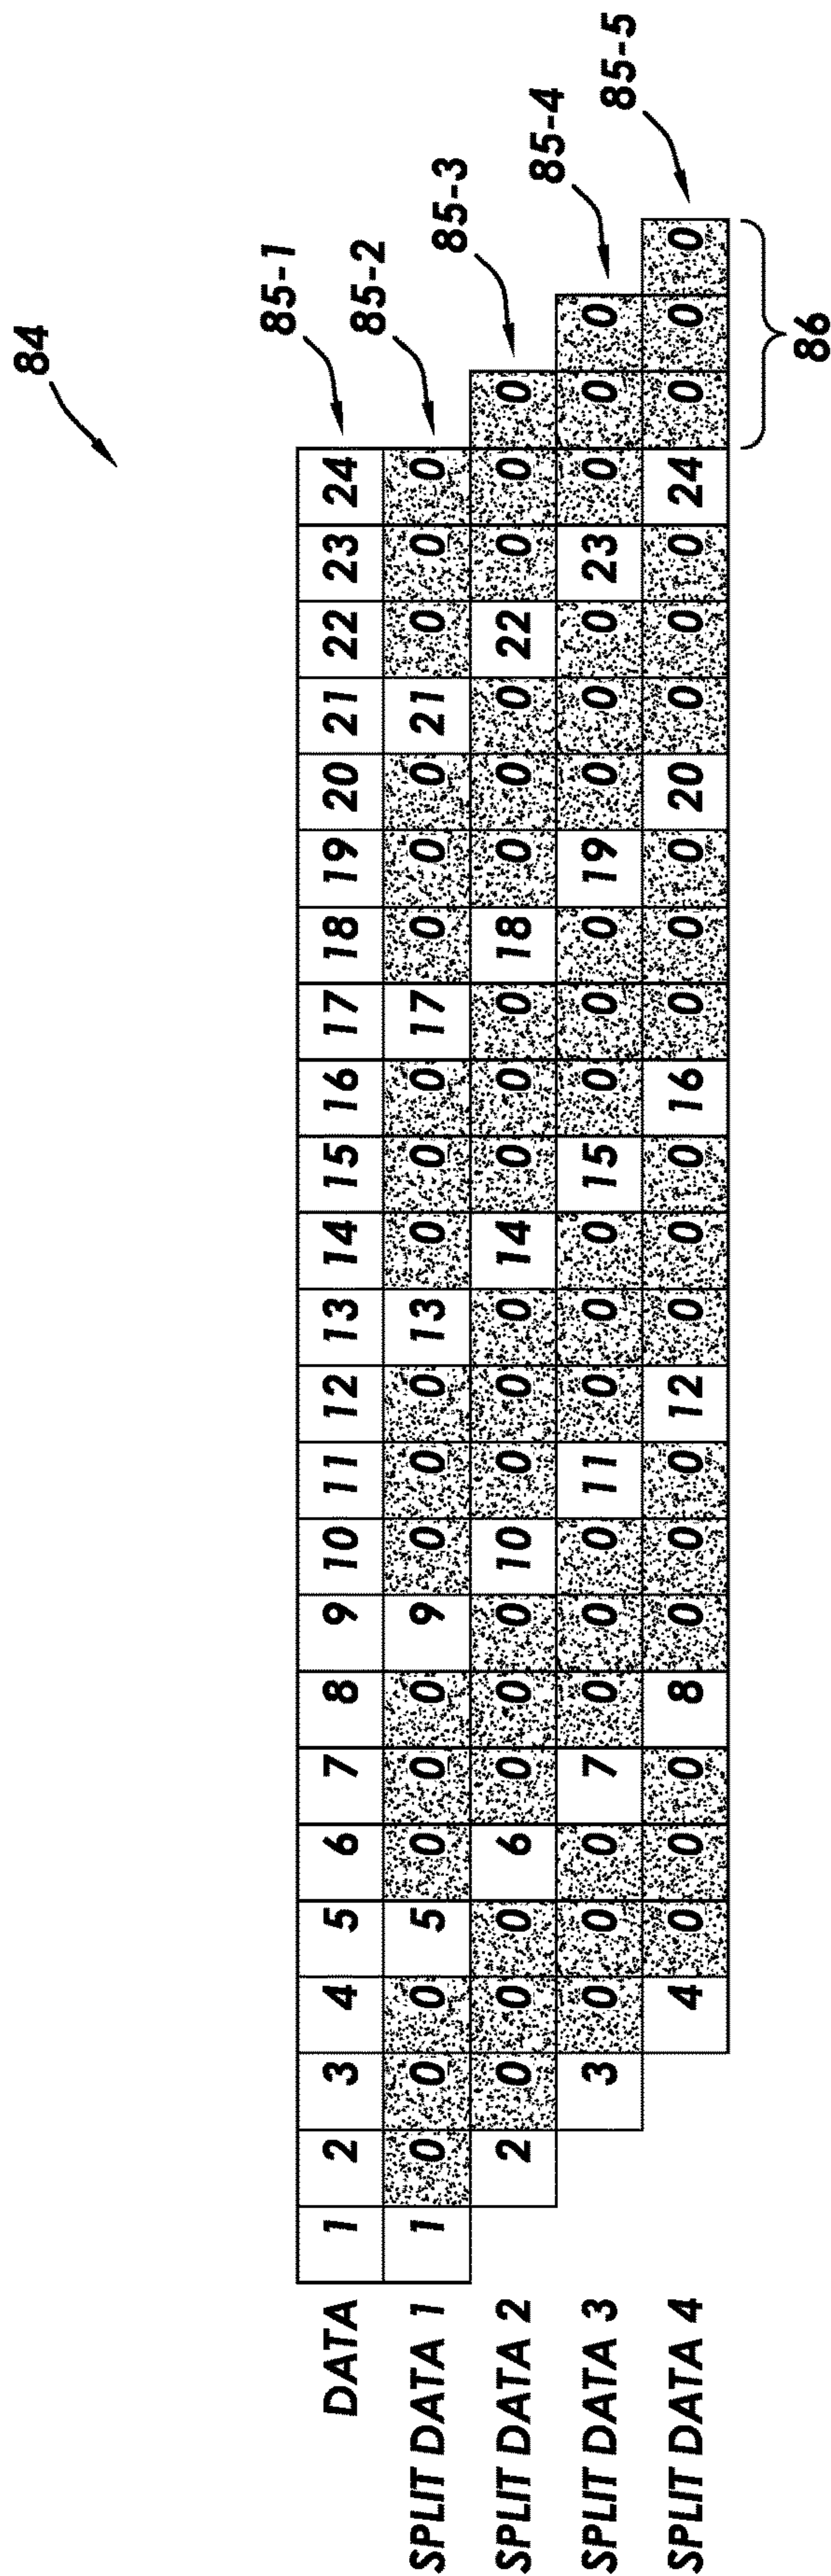 84
85-1
DATA 1 2 3 4 5 6 7 8 9 10 11 12 13 14 15 16 17 18 19 20 21 22 23 24
85-2
SPLIT DATA 1 1 0 0 0 5 0 0 0 9 0 0 0 13 0 0 0 17 0 0 0 21 0 0 0
85-3
SPLIT DATA 2 2 0 0 0 6 0 0 0 10 0 0 0 14 0 0 0 18 0 0 0 22 0 0 0
85-4
SPLIT DATA 3 3 0 0 0 7 0 0 0 11 0 0 0 15 0 0 0 19 0 0 0 23 0 0 0
85-5
SPLIT DATA 4 4 0 0 0 8 0 0 0 12 0 0 0 16 0 0 0 20 0 0 0 24 0 0 0
86